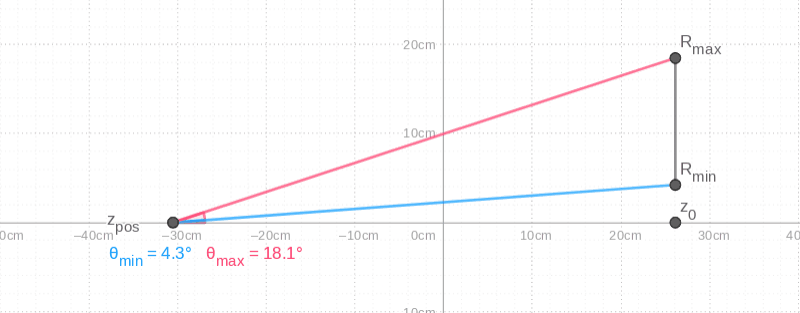 20cm
R_max
10cm
R_min
z_0
z_pos
0cm −40cm −30cm −20cm −10cm 0cm 10cm 20cm 30cm 40
θ_min = 4.3° θ_max = 18.1°
10cm